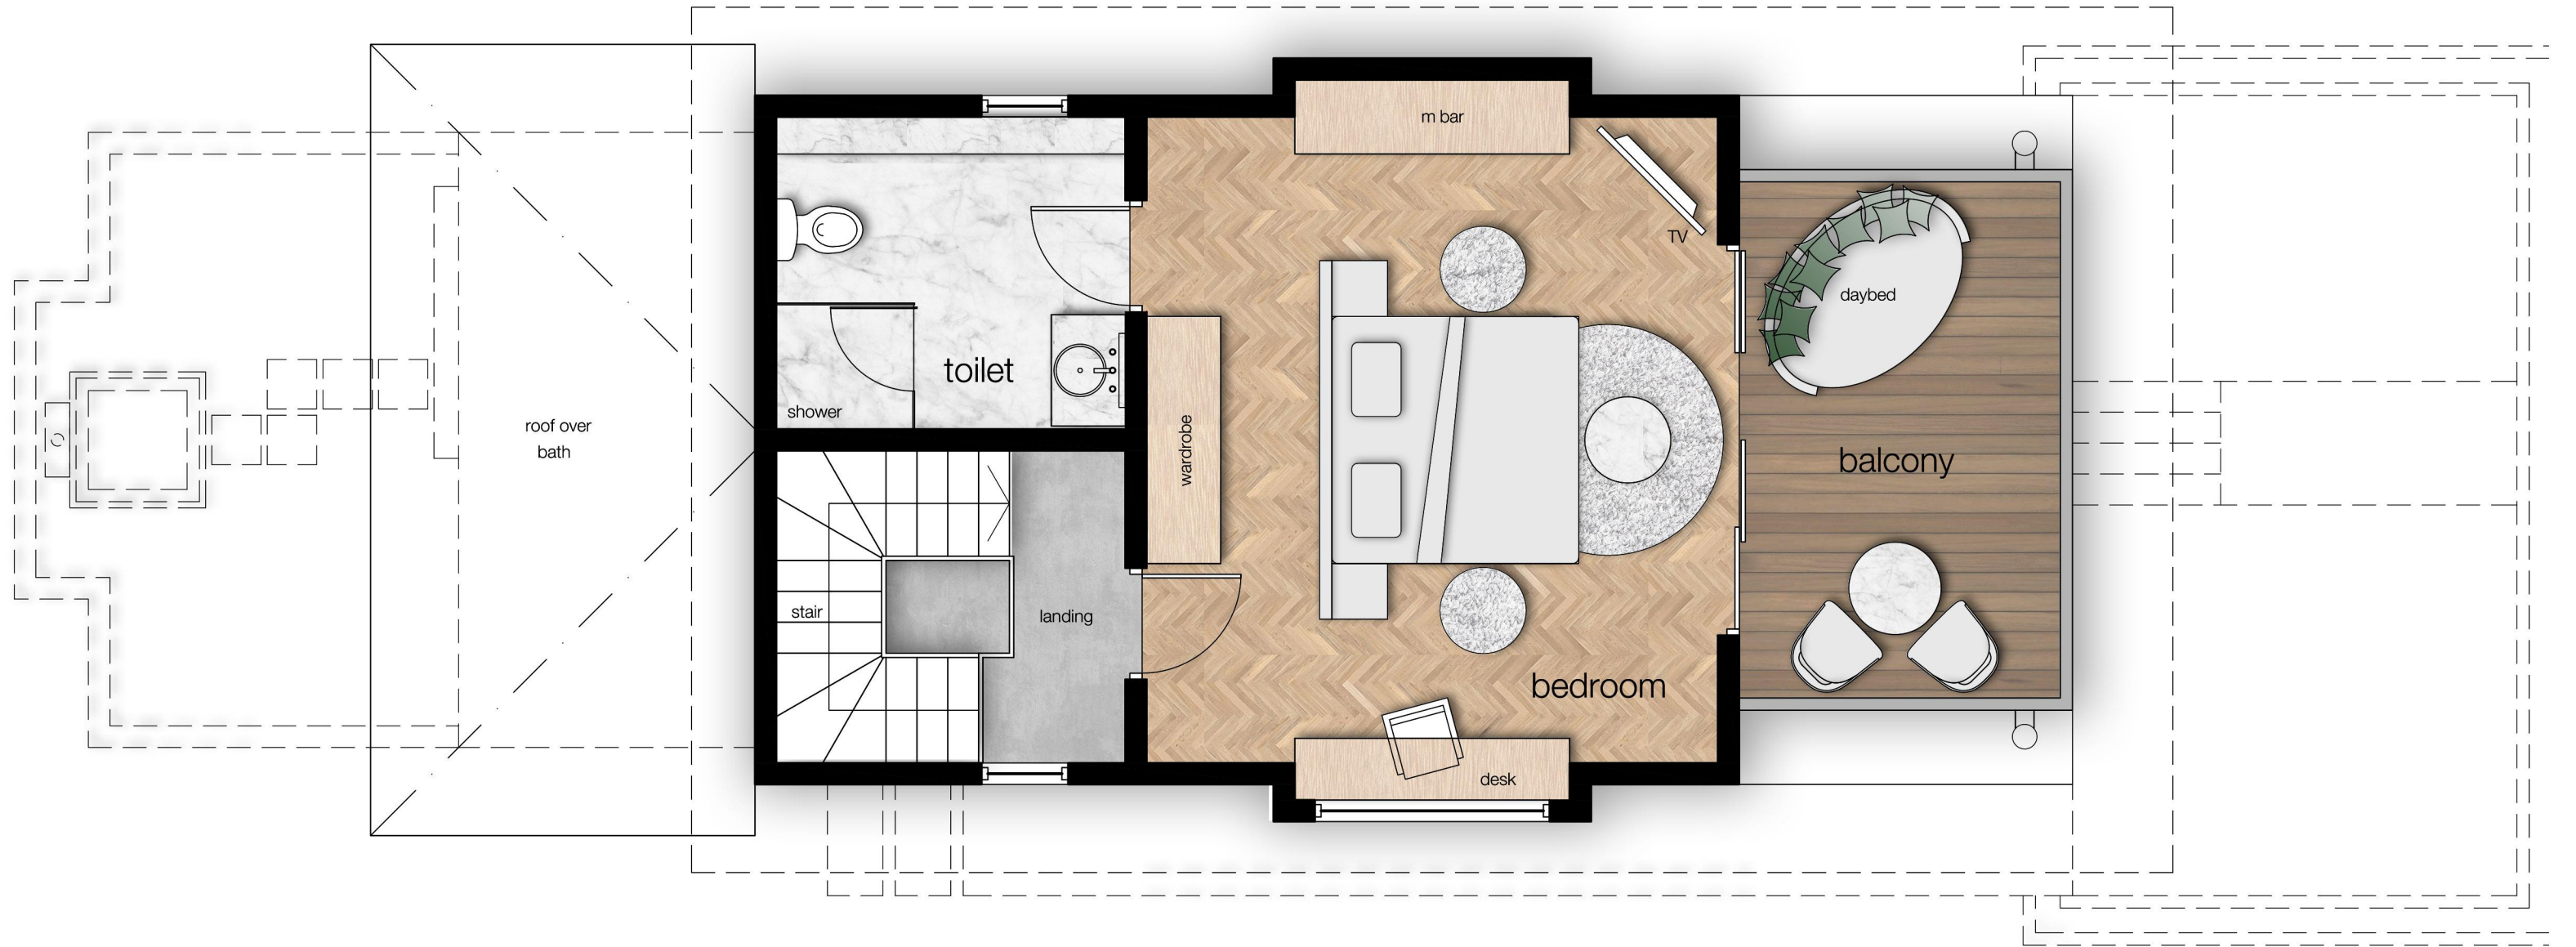 m bar
TV
daybed
toilet
shower
roof over
bath
wardrobe
balcony
stair
landing
bedroom
desk